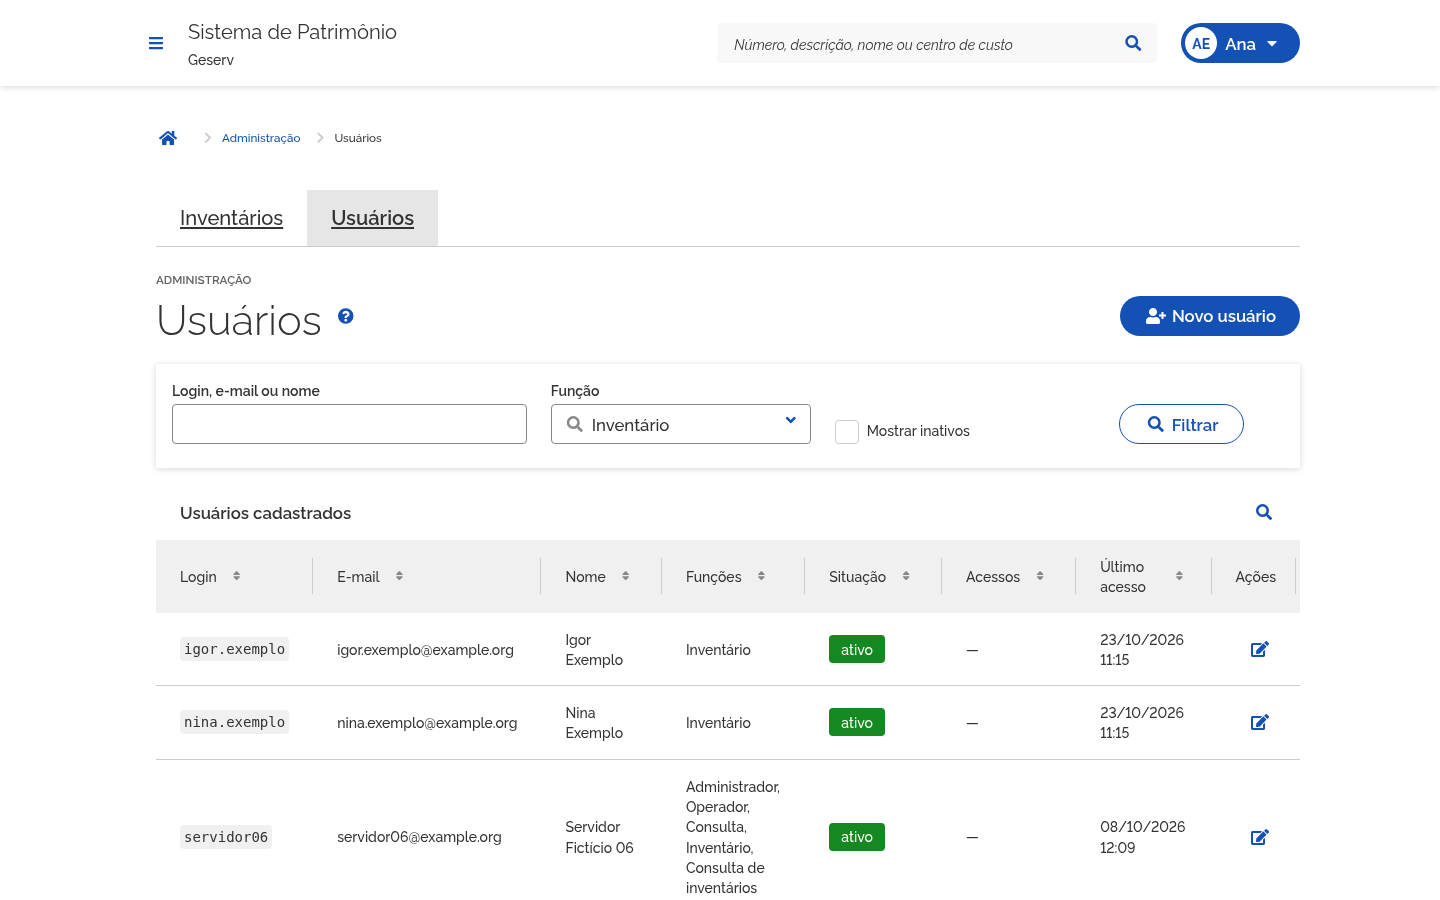 Sistema de Patrimônio
Geserv
Número, descrição, nome ou centro de custo
AE Ana
Administração
Usuários
Inventários
Usuários
ADMINISTRAÇÃO
Usuários
Novo usuário
Login, e-mail ou nome
Função
Inventário
Mostrar inativos
Filtrar
Usuários cadastrados
Login
E-mail
Nome
Funções
Situação
Acessos
Último
acesso
Ações
igor.exemplo
igor.exemplo@example.org
Igor
Exemplo
Inventário
ativo
—
23/10/2026
11:15
nina.exemplo
nina.exemplo@example.org
Nina
Exemplo
Inventário
ativo
—
23/10/2026
11:15
servidor06
servidor06@example.org
Servidor
Fictício 06
Administrador,
Operador,
Consulta,
Inventário,
Consulta de
inventários
ativo
—
08/10/2026
12:09